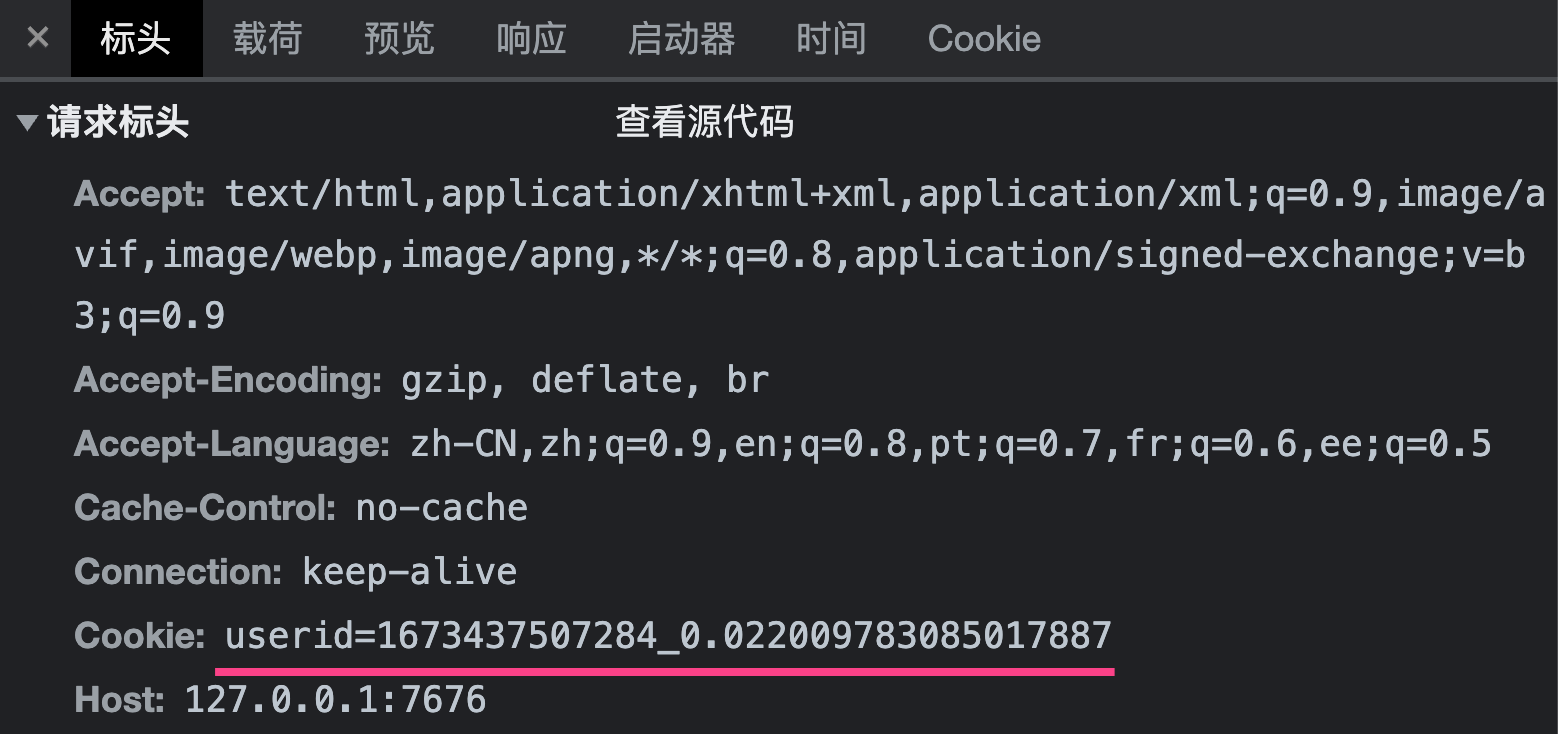 × 标头 载荷 预览 响应 启动器 时间 Cookie
▼请求标头 查看源代码
Accept: text/html,application/xhtml+xml,application/xml;q=0.9,image/a
vif,image/webp,image/apng,*/*;q=0.8,application/signed-exchange;v=b
3;q=0.9
Accept-Encoding: gzip, deflate, br
Accept-Language: zh-CN,zh;q=0.9,en;q=0.8,pt;q=0.7,fr;q=0.6,ee;q=0.5
Cache-Control: no-cache
Connection: keep-alive
Cookie: userid=1673437507284_0.022009783085017887
Host: 127.0.0.1:7676